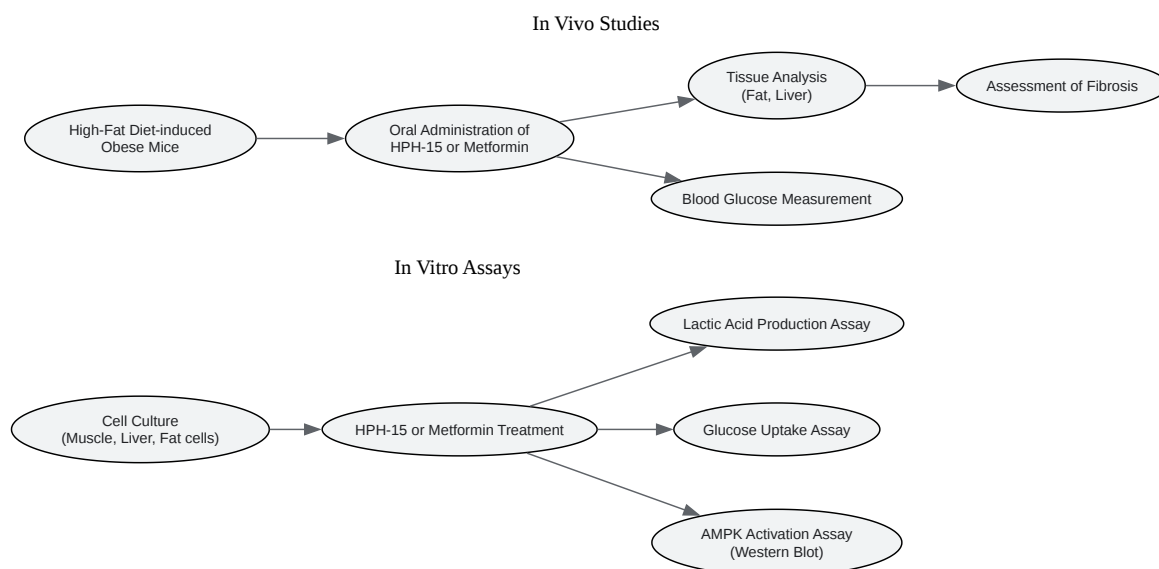 In Vivo Studies
High-Fat Diet-induced
Obese Mice
Oral Administration of
HPH-15 or Metformin
Tissue Analysis
(Fat, Liver)
Assessment of Fibrosis
Blood Glucose Measurement
In Vitro Assays
Cell Culture
(Muscle, Liver, Fat cells)
HPH-15 or Metformin Treatment
Lactic Acid Production Assay
Glucose Uptake Assay
AMPK Activation Assay
(Western Blot)